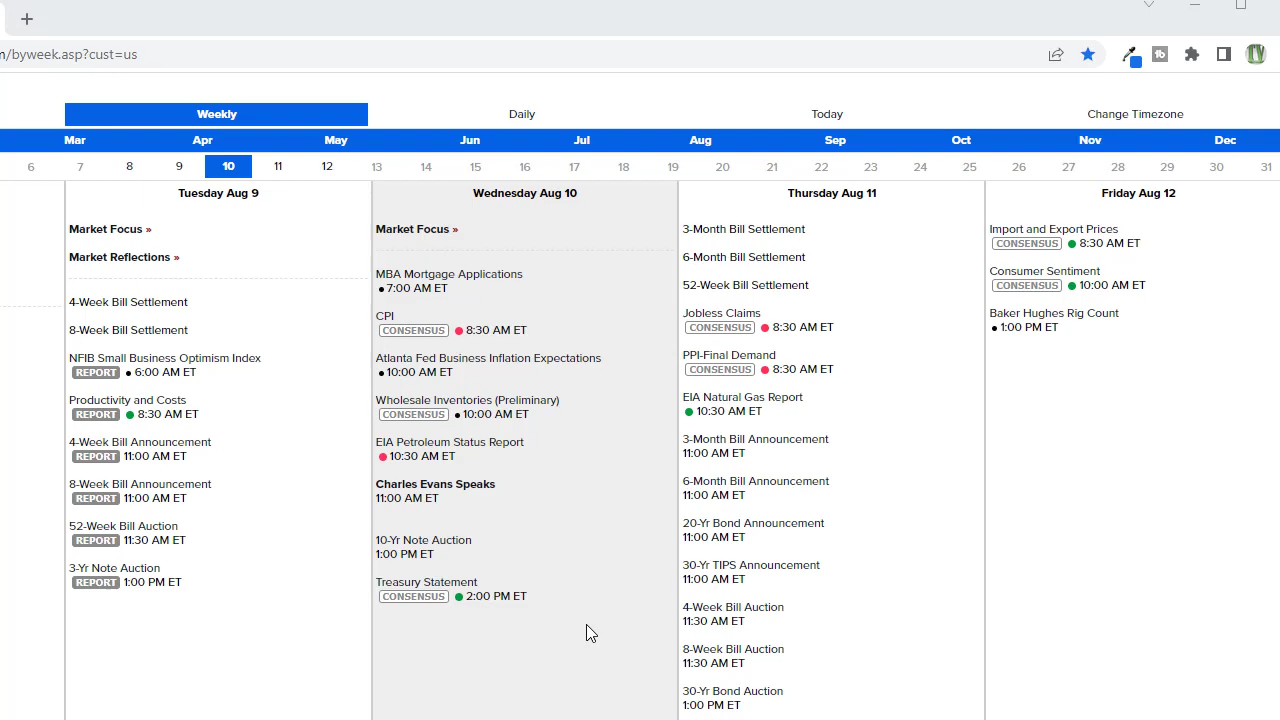 m/byweek.asp?cust=us
Weekly Daily Today Change Timezone
Mar Apr May Jun Jul Aug Sep Oct Nov Dec
6 7 8 9 10 11 12 13 14 15 16 17 18 19 20 21 22 23 24 25 26 27 28 29 30 31
Tuesday Aug 9
Market Focus »
Market Reflections »
4-Week Bill Settlement
8-Week Bill Settlement
NFIB Small Business Optimism Index
REPORT 6:00 AM ET
Productivity and Costs
REPORT 8:30 AM ET
4-Week Bill Announcement
REPORT 11:00 AM ET
8-Week Bill Announcement
REPORT 11:00 AM ET
52-Week Bill Auction
REPORT 11:30 AM ET
3-Yr Note Auction
REPORT 1:00 PM ET
Wednesday Aug 10
Market Focus »
MBA Mortgage Applications
7:00 AM ET
CPI
CONSENSUS 8:30 AM ET
Atlanta Fed Business Inflation Expectations
10:00 AM ET
Wholesale Inventories (Preliminary)
CONSENSUS 10:00 AM ET
EIA Petroleum Status Report
10:30 AM ET
Charles Evans Speaks
11:00 AM ET
10-Yr Note Auction
1:00 PM ET
Treasury Statement
CONSENSUS 2:00 PM ET
Thursday Aug 11
3-Month Bill Settlement
6-Month Bill Settlement
52-Week Bill Settlement
Jobless Claims
CONSENSUS 8:30 AM ET
PPI-Final Demand
CONSENSUS 8:30 AM ET
EIA Natural Gas Report
10:30 AM ET
3-Month Bill Announcement
11:00 AM ET
6-Month Bill Announcement
11:00 AM ET
20-Yr Bond Announcement
11:00 AM ET
30-Yr TIPS Announcement
11:00 AM ET
4-Week Bill Auction
11:30 AM ET
8-Week Bill Auction
11:30 AM ET
30-Yr Bond Auction
1:00 PM ET
Friday Aug 12
Import and Export Prices
CONSENSUS 8:30 AM ET
Consumer Sentiment
CONSENSUS 10:00 AM ET
Baker Hughes Rig Count
1:00 PM ET